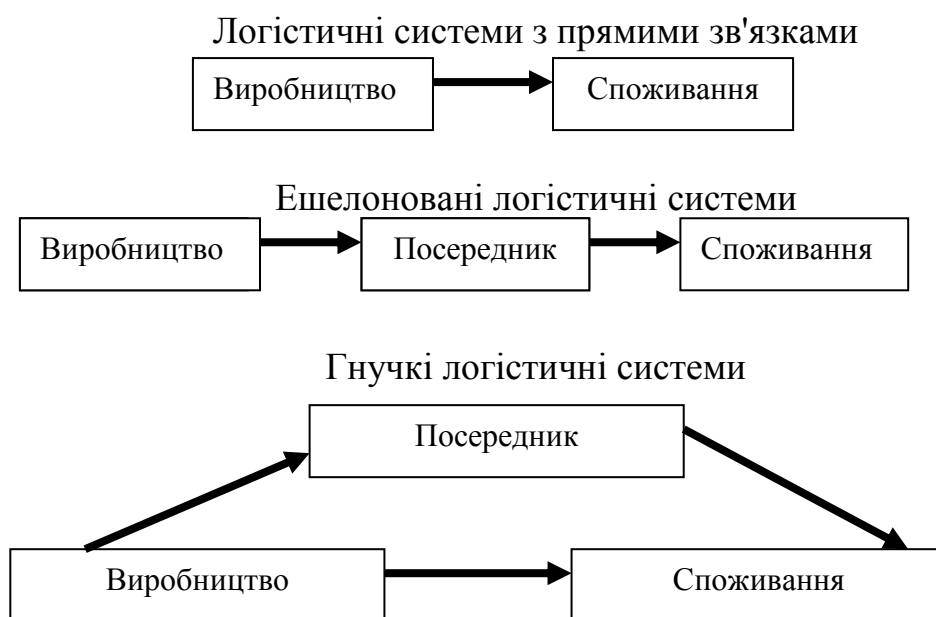 Логістичні системи з прямими зв'язками
Виробництво Споживання
Ешелоновані логістичні системи
Виробництво Посередник Споживання
Гнучкі логістичні системи
Посередник
Виробництво Споживання